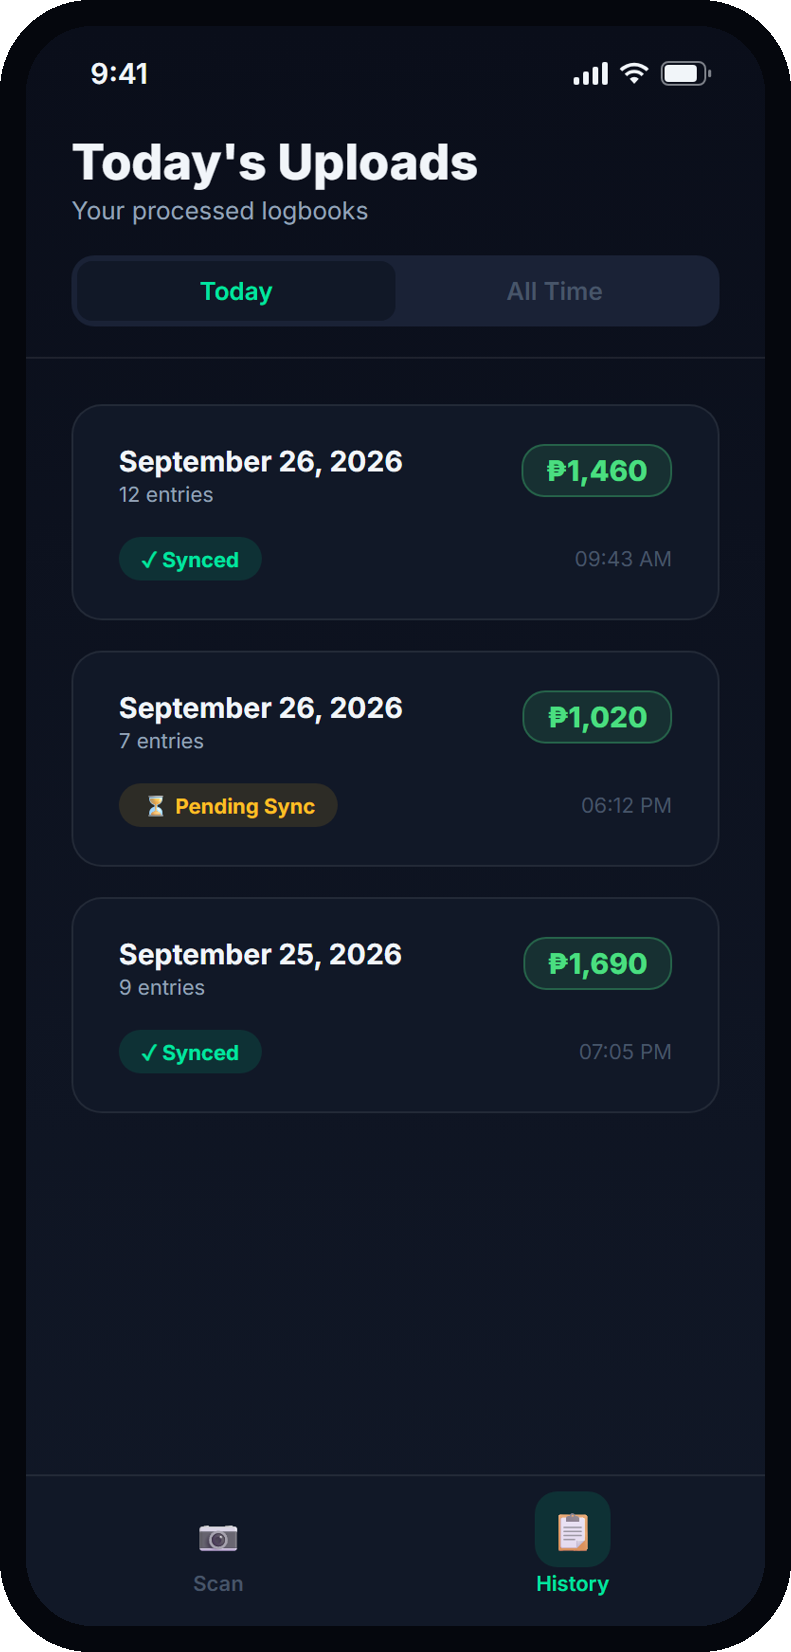 9:41
Today's Uploads
Your processed logbooks
Today All Time
September 26, 2026 ₱1,460
12 entries
✓ Synced 09:43 AM
September 26, 2026 ₱1,020
7 entries
⏳ Pending Sync 06:12 PM
September 25, 2026 ₱1,690
9 entries
✓ Synced 07:05 PM
Scan History